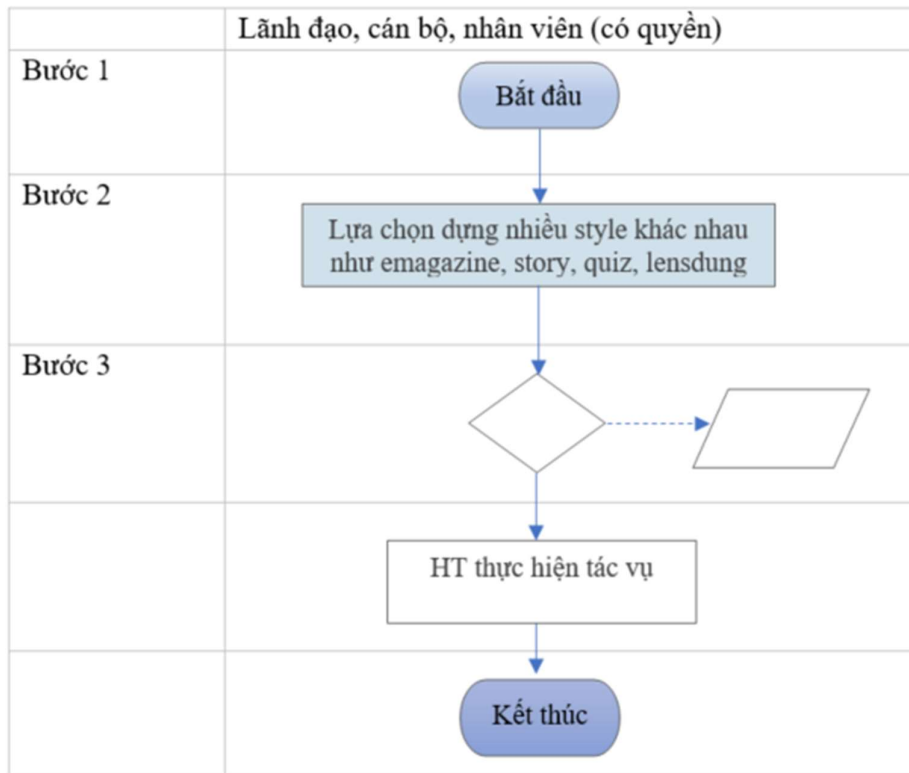 Lãnh đạo, cán bộ, nhân viên (có quyền)
Bước 1
Bắt đầu
Bước 2
Lựa chọn dựng nhiều style khác nhau
như emagazine, story, quiz, lensdung
Bước 3
HT thực hiện tác vụ
Kết thúc